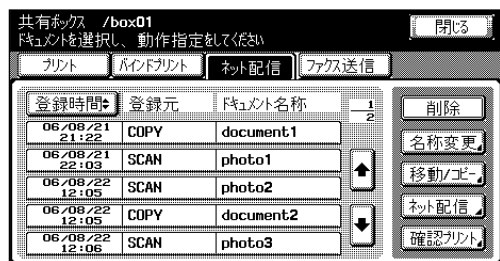 共有ﾎﾞｯｸｽ /box01
ﾄﾞｷｭﾒﾝﾄを選択し、動作指定をしてください
閉じる
プリント バインドプリント ネット配信 ファクス送信
登録時間 登録元 ﾄﾞｷｭﾒﾝﾄ名称 1/2
06/08/21 21:22 COPY document1
06/08/21 22:03 SCAN photo1
06/08/22 12:05 SCAN photo2
06/08/22 12:05 COPY document2
06/08/22 12:06 SCAN photo3
削除
名称変更
移動/ｺﾋﾟｰ
ﾈｯﾄ配信
確認ﾌﾟﾘﾝﾄ